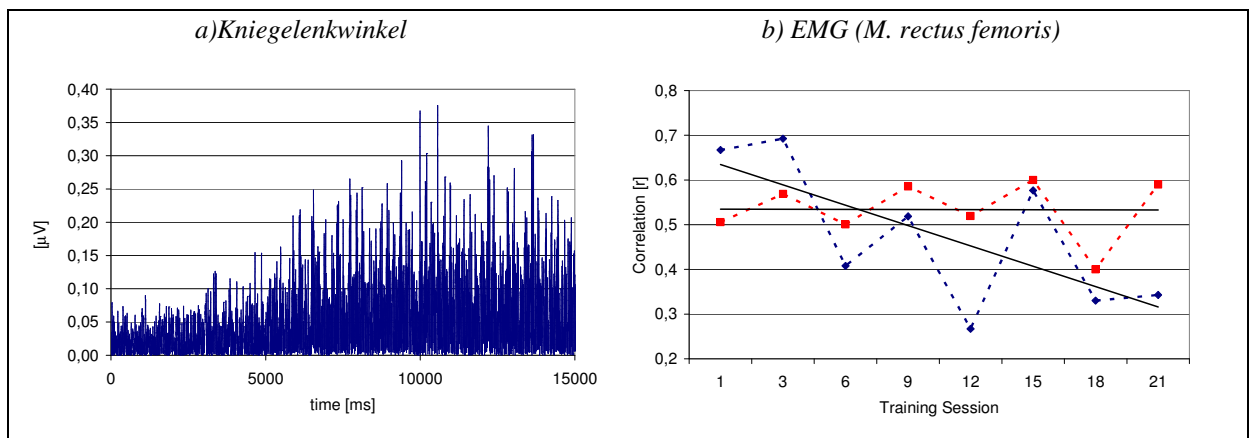 a)Kniegelenkwinkel
[µV]
0,40
0,35
0,30
0,25
0,20
0,15
0,10
0,05
0,00
0 5000 10000 15000
time [ms]
b) EMG (M. rectus femoris)
Correlation [r]
0,8
0,7
0,6
0,5
0,4
0,3
0,2
1 3 6 9 12 15 18 21
Training Session